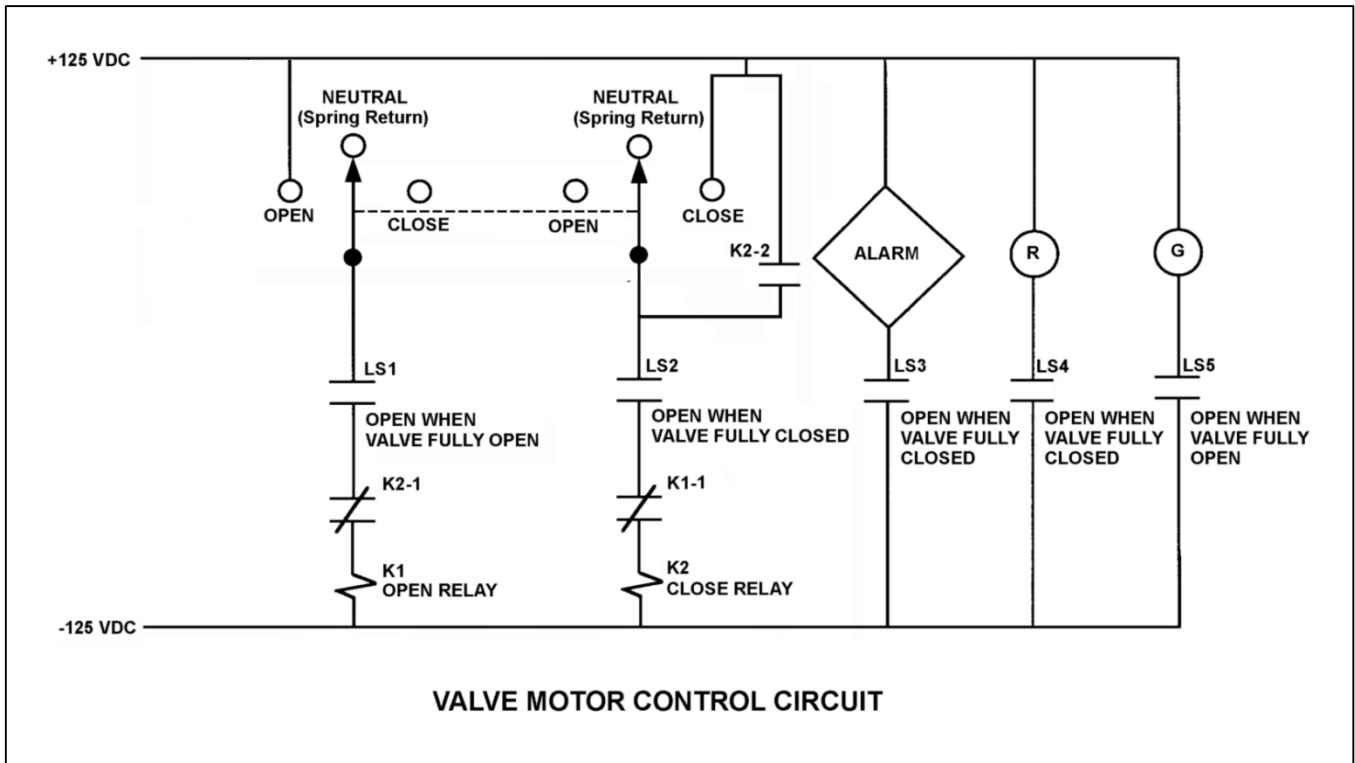 +125 VDC
NEUTRAL
(Spring Return)
NEUTRAL
(Spring Return)
OPEN
CLOSE
OPEN
CLOSE
K2-2
ALARM
R
G
LS1
OPEN WHEN
VALVE FULLY OPEN
LS2
OPEN WHEN
VALVE FULLY CLOSED
LS3
OPEN WHEN
VALVE FULLY
CLOSED
LS4
OPEN WHEN
VALVE FULLY
CLOSED
LS5
OPEN WHEN
VALVE FULLY
OPEN
K2-1
K1-1
K1
OPEN RELAY
K2
CLOSE RELAY
-125 VDC
VALVE MOTOR CONTROL CIRCUIT